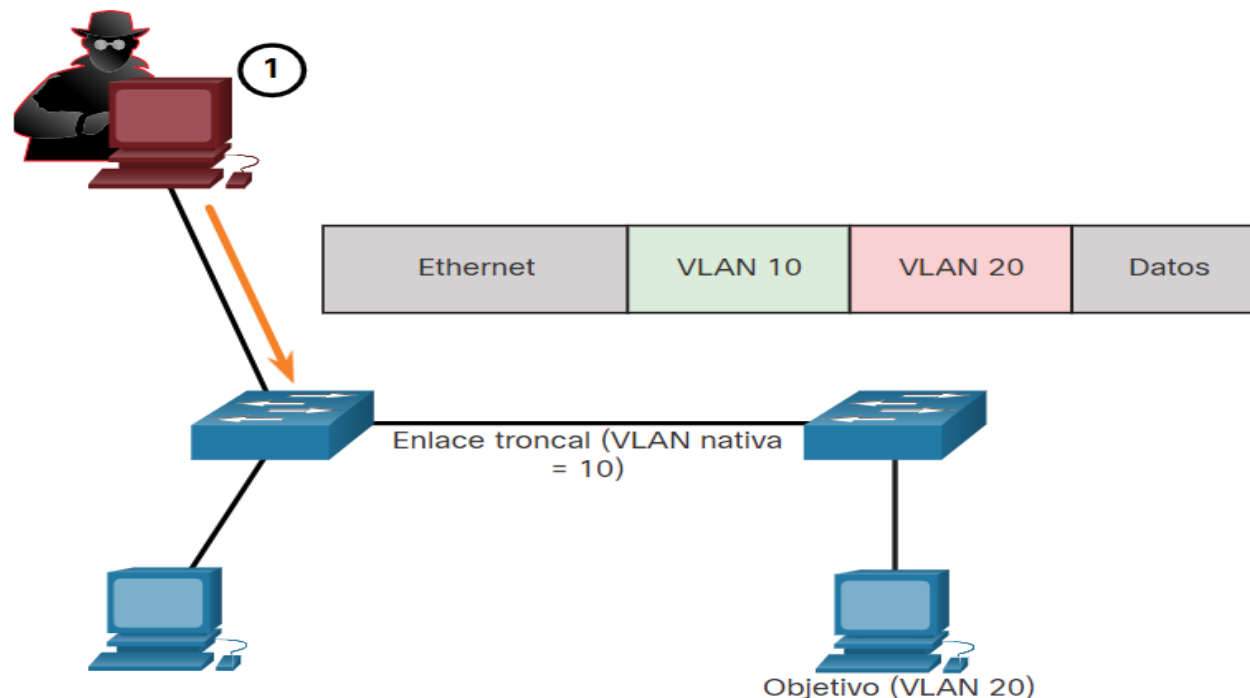 1
Ethernet
VLAN 10
VLAN 20
Datos
Enlace troncal (VLAN nativa
= 10)
Objetivo (VLAN 20)